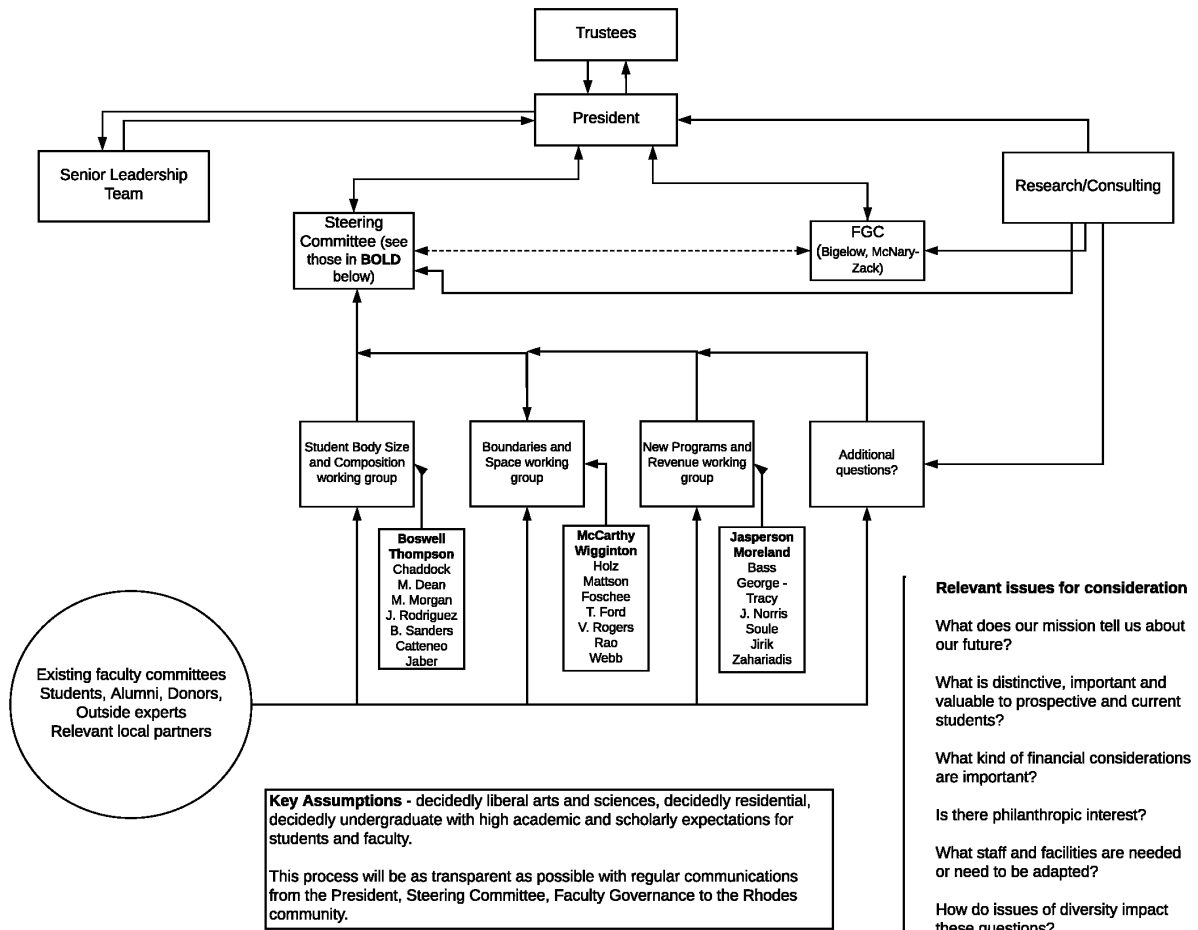 Trustees
President
Senior Leadership
Team
Research/Consulting
Steering
Committee (see
those in BOLD
below)
FGC
(Bigelow, McNary-
Zack)
Student Body Size
and Composition
working group
Boundaries and
Space working
group
New Programs and
Revenue working
group
Additional
questions?
Boswell
Thompson
Chaddock
M. Dean
M. Morgan
J. Rodriguez
B. Sanders
Catteneo
Jaber
McCarthy
Wigginton
Holz
Mattson
Foschee
T. Ford
V. Rogers
Rao
Webb
Jasperson
Moreland
Bass
George -
Tracy
J. Norris
Soule
Jirik
Zahariadis
Existing faculty committees
Students, Alumni, Donors,
Outside experts
Relevant local partners
Key Assumptions - decidedly liberal arts and sciences, decidedly residential,
decidedly undergraduate with high academic and scholarly expectations for
students and faculty.
This process will be as transparent as possible with regular communications
from the President, Steering Committee, Faculty Governance to the Rhodes
community.
Relevant issues for consideration
What does our mission tell us about
our future?
What is distinctive, important and
valuable to prospective and current
students?
What kind of financial considerations
are important?
Is there philanthropic interest?
What staff and facilities are needed
or need to be adapted?
How do issues of diversity impact
these questions?